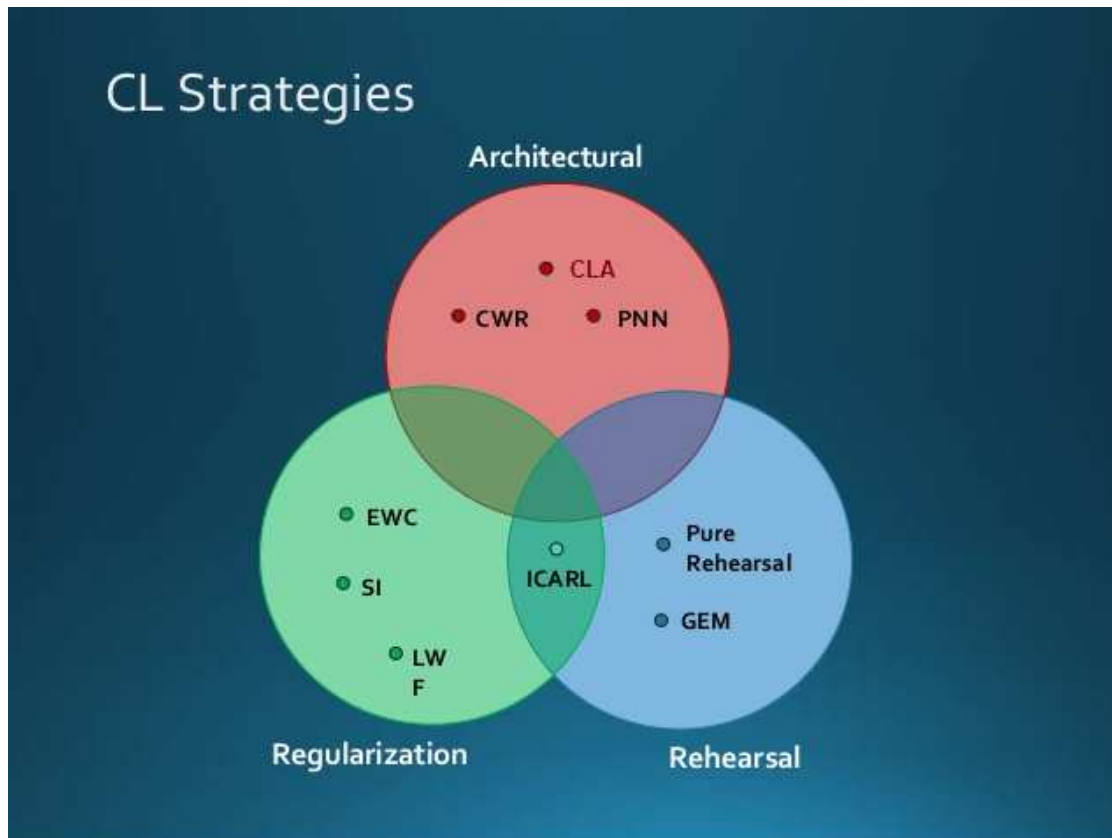 CL Strategies
Architectural
CLA
CWR
PNN
EWC
SI
LW
F
ICARL
Pure
Rehearsal
GEM
Regularization
Rehearsal